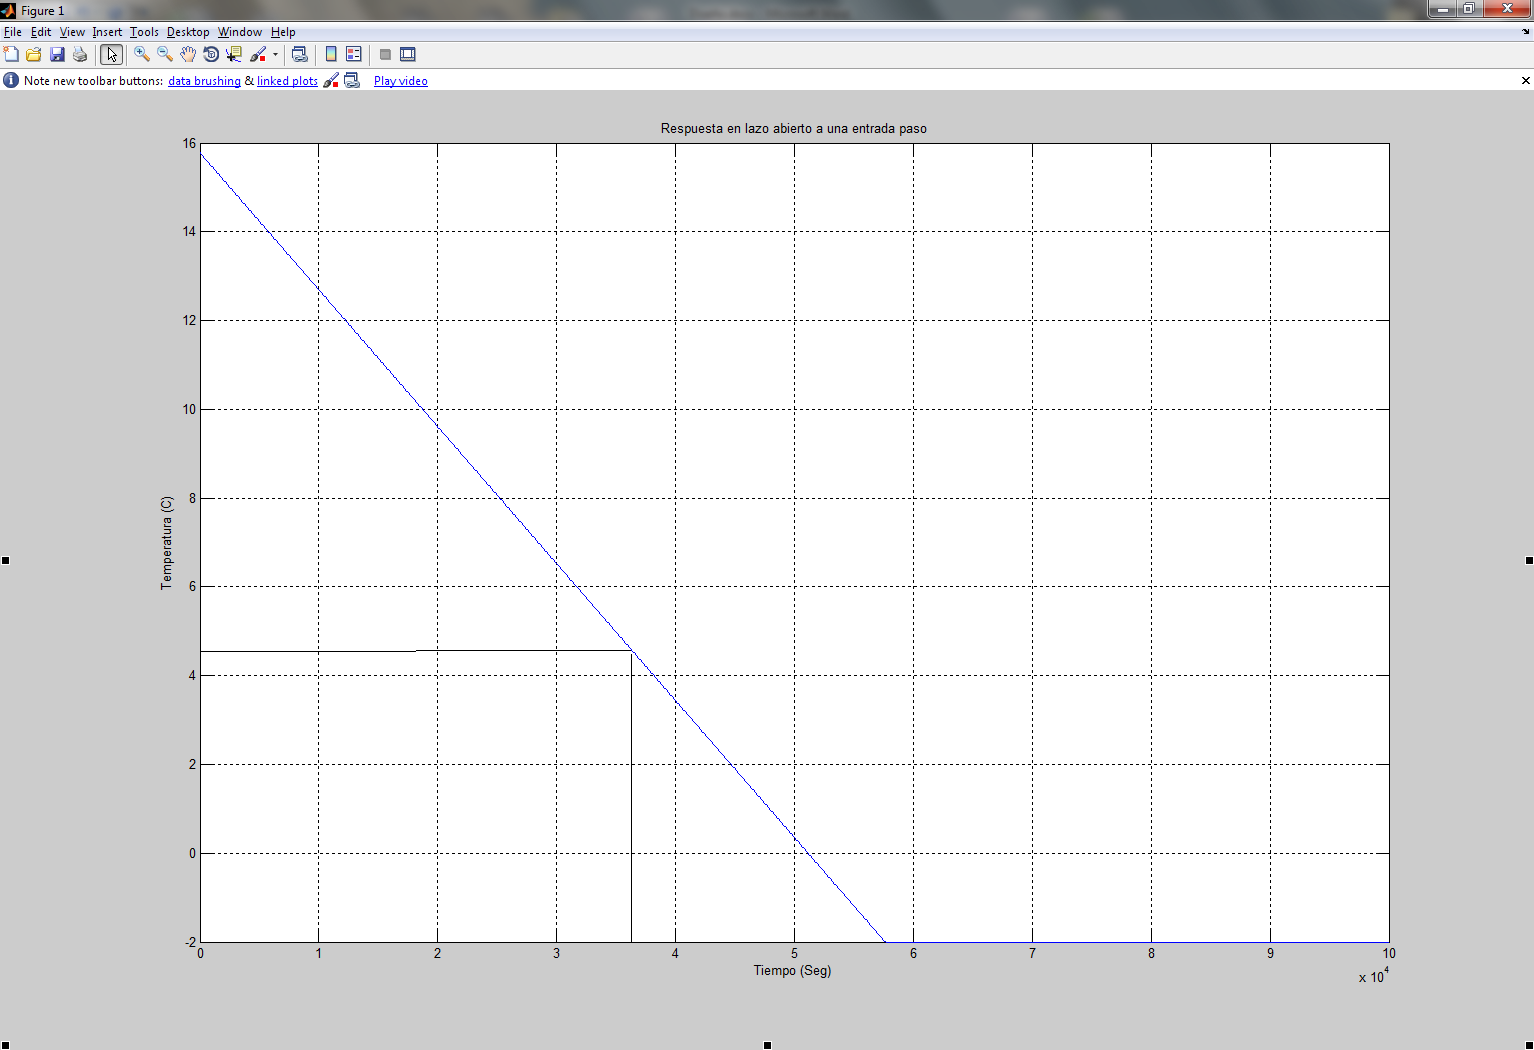 Figure 1
File Edit View Insert Tools Desktop Window Help
Note new toolbar buttons: data brushing & linked plots Play video
Respuesta en lazo abierto a una entrada paso
16
14
12
10
8
6
4
2
0
-2
Temperatura (C)
0 1 2 3 4 5 6 7 8 9 10
Tiempo (Seg)
x 10^4